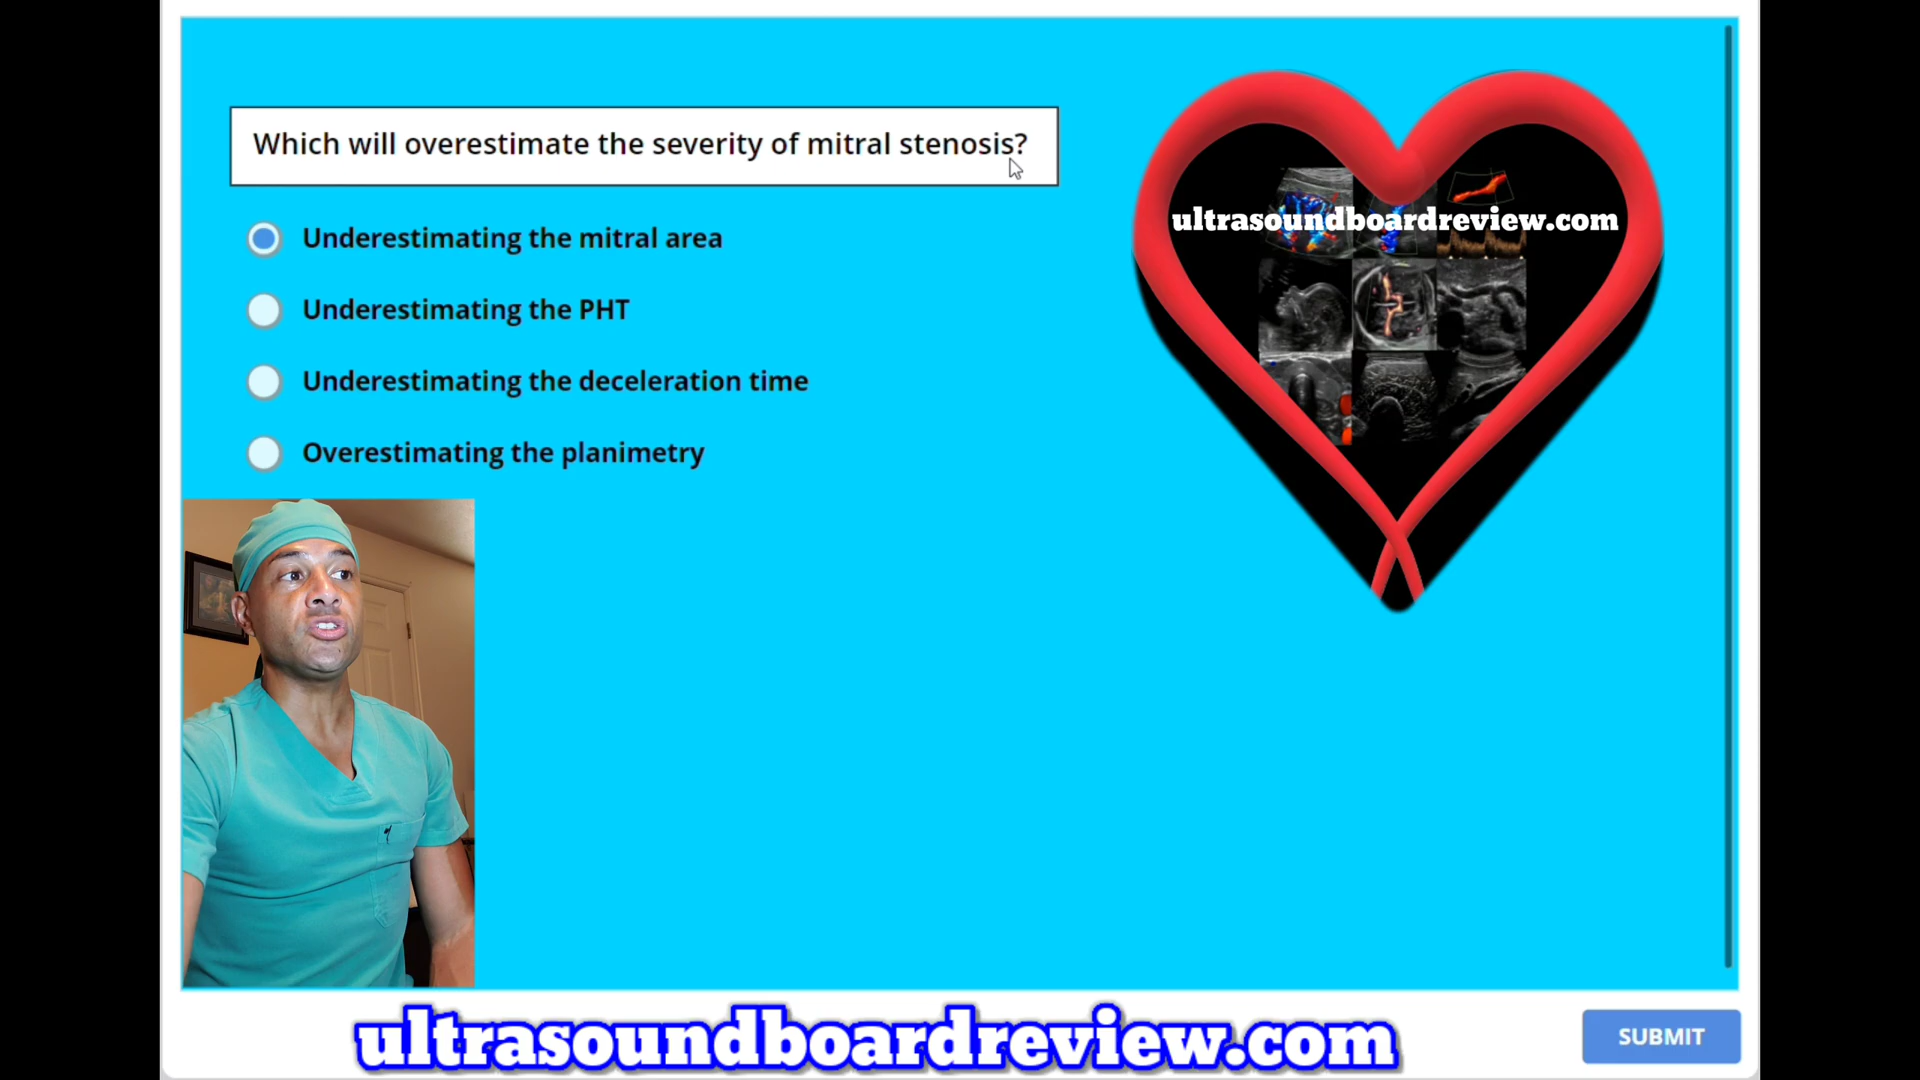 Which will overestimate the severity of mitral stenosis?
Underestimating the mitral area
Underestimating the PHT
Underestimating the deceleration time
Overestimating the planimetry
ultrasoundboardreview.com
ultrasoundboardreview.com
SUBMIT